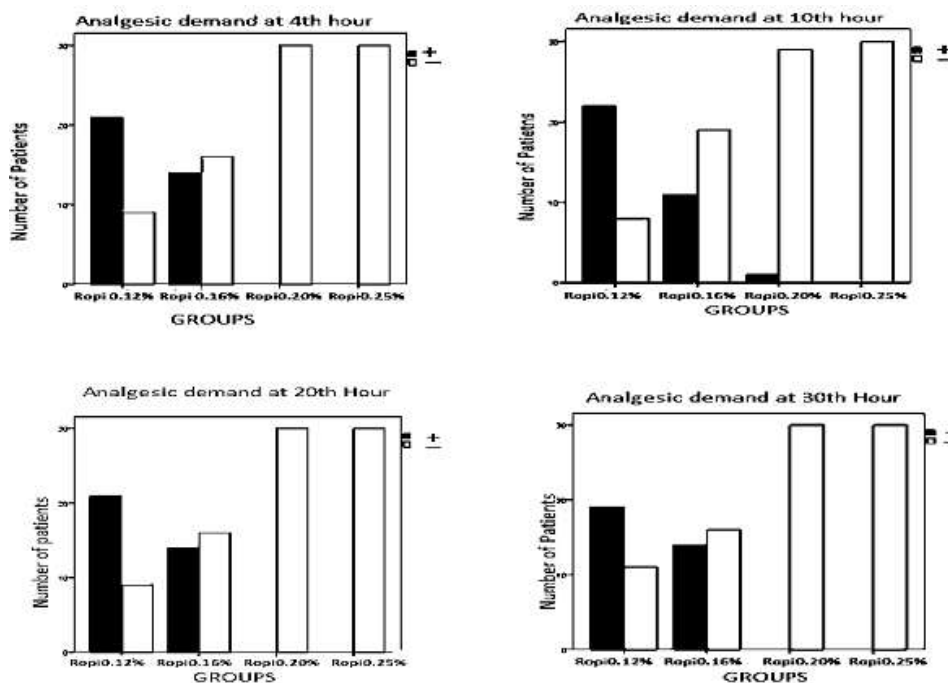 Analgesic demand at 4th hour
Number of Patients
30
20
10
0
+
−
Ropi 0.12% Ropi 0.16% Ropi0.20% Ropi0.25%
GROUPS
Analgesic demand at 10th hour
Number of Patietns
30
20
10
0
+
−
Ropi0.12% Ropi0.16% Ropi0.20% Ropi0.25%
GROUPS
Analgesic demand at 20th Hour
Number of patients
30
20
10
0
+
−
Ropi0.12% Ropi0.16% Ropi0.20% Ropi0.25%
GROUPS
Analgesic demand at 30th Hour
Number of Patients
30
20
10
0
Ropi0.12% Ropi0.16% Ropi0.20% Ropi0.25%
GROUPS